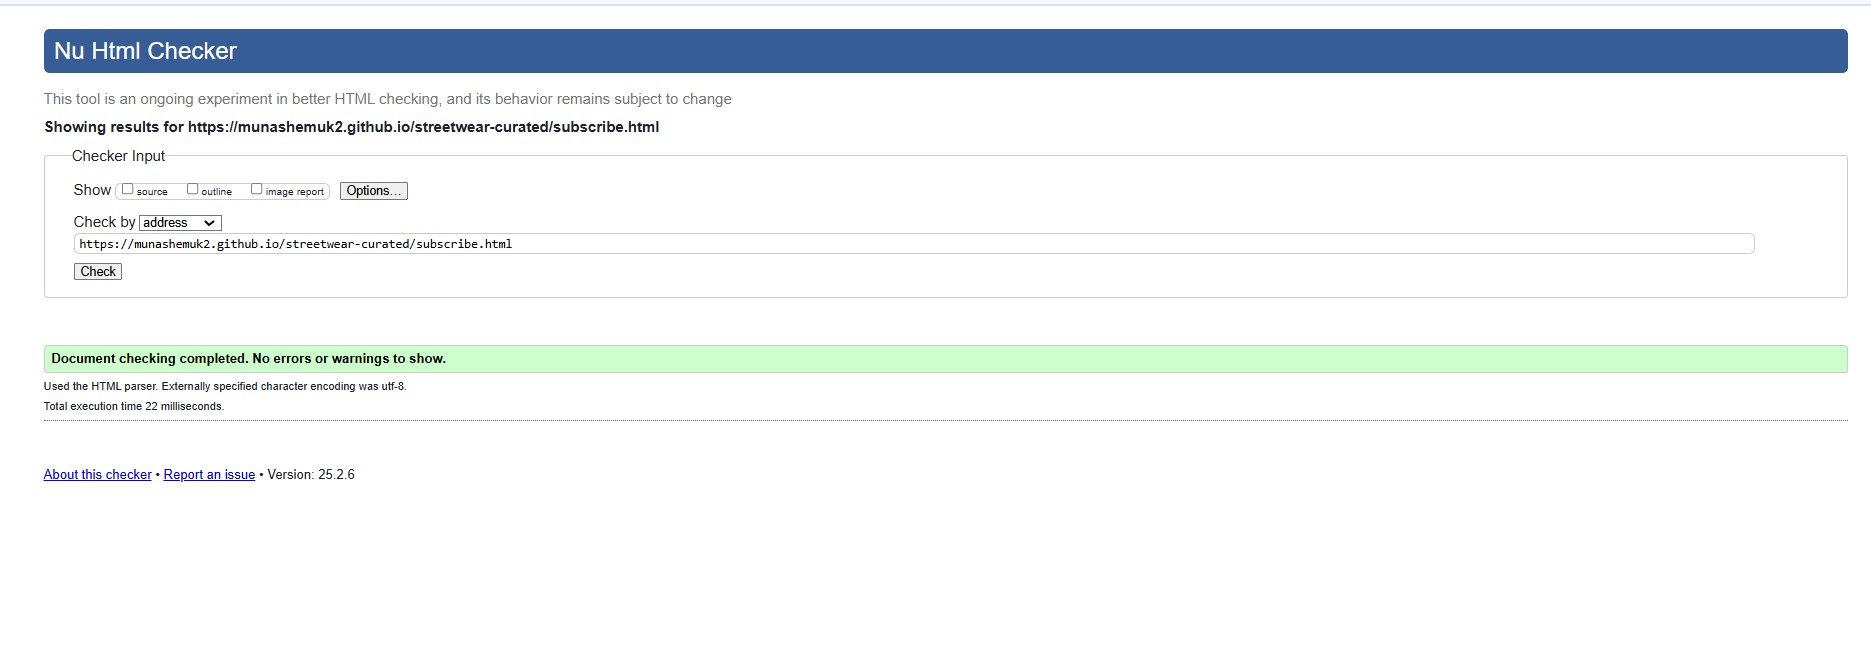 Nu Html Checker
This tool is an ongoing experiment in better HTML checking, and its behavior remains subject to change
Showing results for https://munashemuk2.github.io/streetwear-curated/subscribe.html
Checker Input
Show source outline image report Options...
Check by address
https://munashemuk2.github.io/streetwear-curated/subscribe.html
Check
Document checking completed. No errors or warnings to show.
Used the HTML parser. Externally specified character encoding was utf-8.
Total execution time 22 milliseconds.
About this checker • Report an issue • Version: 25.2.6